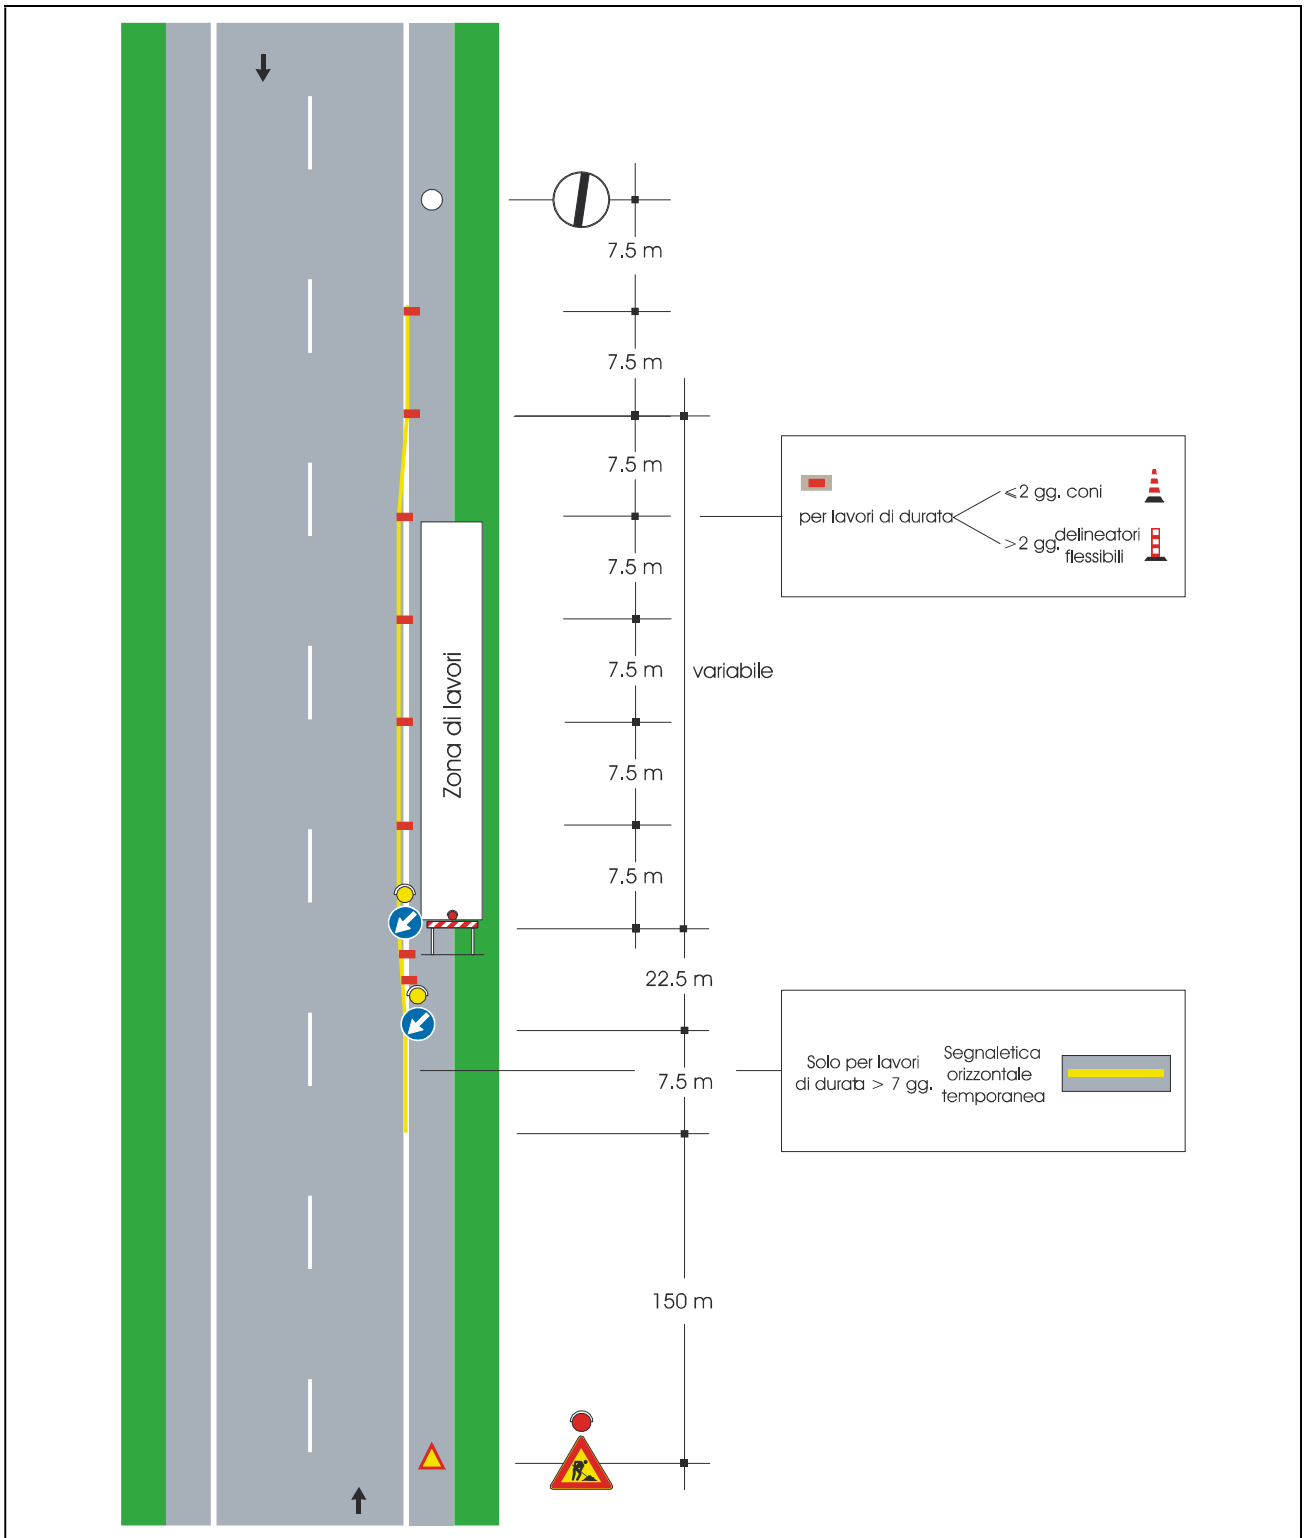 7.5 m
7.5 m
7.5 m
≤2 gg. coni
per lavori di durata
>2 gg.
delineatori
flessibili
7.5 m
7.5 m
variabile
Zona di lavori
7.5 m
7.5 m
22.5 m
7.5 m
Solo per lavori
di durata > 7 gg.
Segnaletica
orizzontale
temporanea
150 m